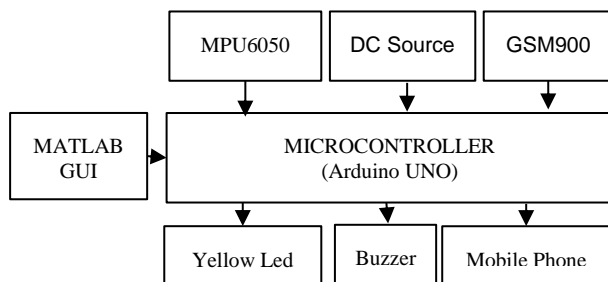 MPU6050
DC Source
GSM900
MATLAB
GUI
MICROCONTROLLER
(Arduino UNO)
Yellow Led
Buzzer
Mobile Phone